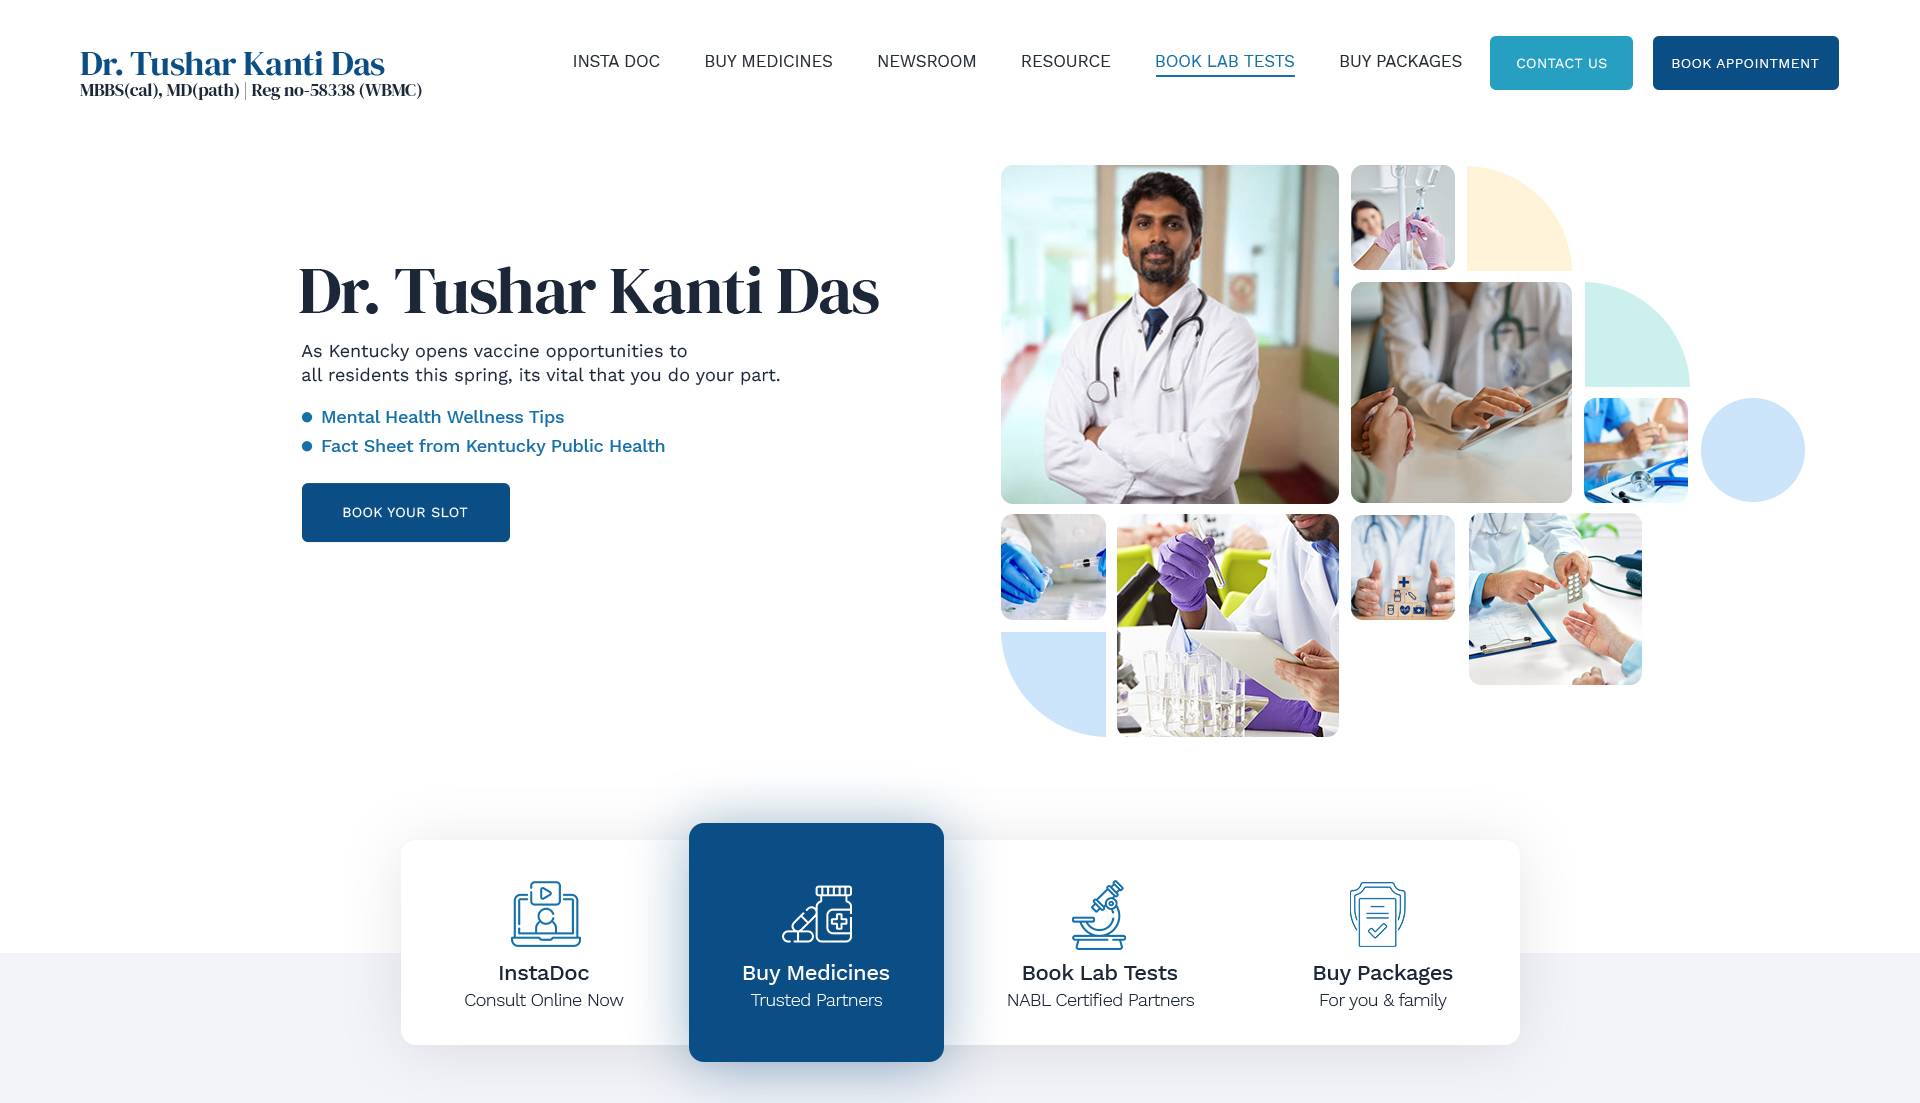 Dr. Tushar Kanti Das
MBBS(cal), MD(path) | Reg no-58338 (WBMC)
INSTA DOC
BUY MEDICINES
NEWSROOM
RESOURCE
BOOK LAB TESTS
BUY PACKAGES
CONTACT US
BOOK APPOINTMENT
Dr. Tushar Kanti Das
As Kentucky opens vaccine opportunities to
all residents this spring, its vital that you do your part.
Mental Health Wellness Tips
Fact Sheet from Kentucky Public Health
BOOK YOUR SLOT
InstaDoc
Consult Online Now
Buy Medicines
Trusted Partners
Book Lab Tests
NABL Certified Partners
Buy Packages
For you & family